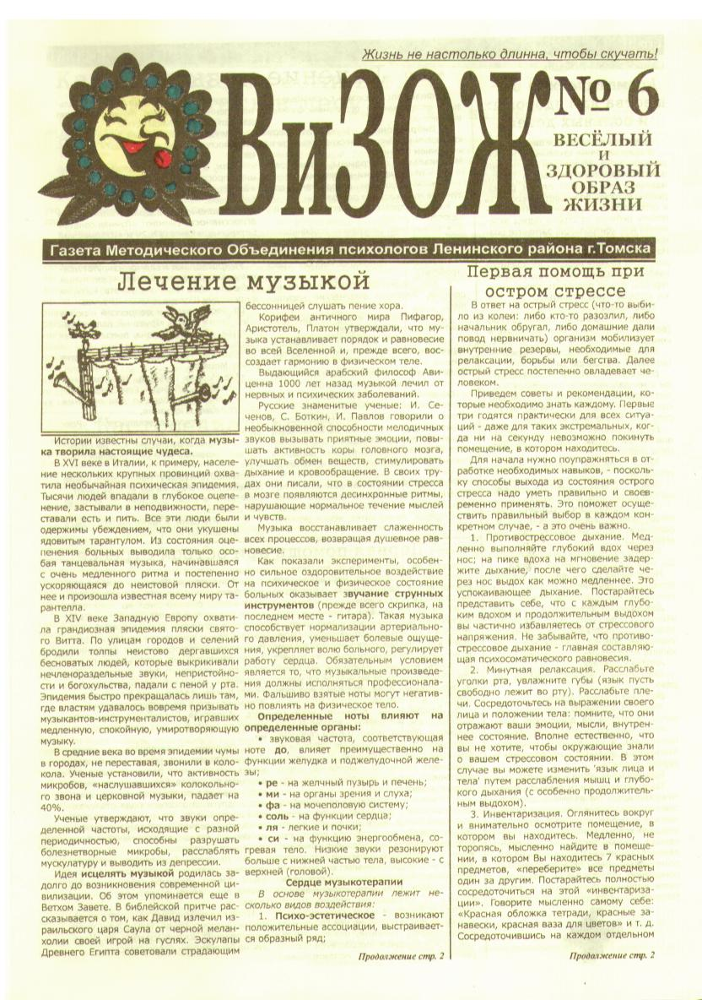 Жизнь не настолько длинна, чтобы скучать!
ВиЗОЖ № 6
ВЕСЁЛЫЙ
И
ЗДОРОВЫЙ
ОБРАЗ
ЖИЗНИ
Газета Методического Объединения психологов Ленинского района г.Томска
Лечение музыкой
Истории известны случаи, когда музы-
ка творила настоящие чудеса.
В XVI веке в Италии, к примеру, населе-
ние нескольких крупных провинций охва-
тила необычайная психическая эпидемия,
Тысячи людей впадали в глубокое оцепе-
нение, застывали в неподвижности, пере-
ставали есть и пить. Все эти люди были
одержимы убеждением, что они укушены
ядовитым тарантулом. Из состояния оце-
пенения больных выводила только осо-
бая танцевальная музыка, начинавшаяся
с очень медленного ритма и постепенно
ускоряющаяся до неистовой пляски. От
нее и произошла известная всему миру та-
рантелла.
В XIV веке Западную Европу охвати-
ла грандиозная эпидемия пляски свято-
го Витта. По улицам городов и селений
бродили толпы неистово дергавшихся
бесноватых людей, которые выкрикивали
нечленораздельные звуки, непристойно-
сти и богохульства, падали с пеной у рта.
Эпидемия быстро прекращалась лишь там,
где властям удавалось вовремя призывать
музыкантов-инструменталистов, игравших
медленную, спокойную, умиротворяющую
музыку.
В средние века во время эпидемии чумы
в городах, не переставая, звонили в коло-
кола. Ученые установили, что активность
микробов, «наслушавшихся» колокольно-
го звона и церковной музыки, падает на
40%.
Ученые утверждают, что звуки опре-
деленной частоты, исходящие с разной
периодичностью, способны разрушать
болезнетворные микробы, расслаблять
мускулатуру и выводить из депрессии.
Идея исцелять музыкой родилась за-
долго до возникновения современной ци-
вилизации. Об этом упоминается еще в
Ветхом Завете. В библейской притче рас-
сказывается о том, как Давид излечил из-
раильского царя Саула от черной мелан-
холии своей игрой на гуслях. Эскулапы
Древнего Египта советовали страдающим
бессонницей слушать пение хора.
Корифеи античного мира Пифагор,
Аристотель, Платон утверждали, что му-
зыка устанавливает порядок и равновесие
во всей Вселенной и, прежде всего, вос-
создает гармонию в физическом теле.
Выдающийся арабский философ Ави-
ценна 1000 лет назад музыкой лечил от
нервных и психических заболеваний.
Русские знаменитые ученые: И. Се-
ченов, С. Боткин, И. Павлов говорили о
необыкновенной способности мелодичных
звуков вызывать приятные эмоции, повы-
шать активность коры головного мозга,
улучшать обмен веществ, стимулировать
дыхание и кровообращение. В своих тру-
дах они писали, что в состоянии стресса
в мозге появляются десинхронные ритмы,
нарушающие нормальное течение мыслей
и чувств.
Музыка восстанавливает слаженность
всех процессов, возвращая душевное рав-
новесие.
Как показали эксперименты, особен-
но сильное оздоровительное воздействие
на психическое и физическое состояние
больных оказывает звучание струнных
инструментов (прежде всего скрипка, на
последнем месте - гитара). Такая музыка
способствует нормализации артериально-
го давления, уменьшает болевые ощуще-
ния, укрепляет волю больного, регулирует
работу сердца. Обязательным условием
является то, что музыкальные произведе-
ния должны исполняться профессионала-
ми. Фальшиво взятые ноты могут негатив-
но повлиять на физическое тело.
Определенные ноты влияют на
определенные органы:
• звуковая частота, соответствующая
ноте до, влияет преимущественно на
функции желудка и поджелудочной желе-
зы;
• ре - на желчный пузырь и печень;
• ми - на органы зрения и слуха;
• фа - на мочеполовую систему;
• соль - на функции сердца;
• ля - легкие и почки;
• си - на функцию энергообмена, со-
гревая тело. Низкие звуки резонируют
больше с нижней частью тела, высокие - с
верхней (головой).
Сердце музыкотерапии
В основе музыкотерапии лежит не-
сколько видов воздействия:
1. Психо-эстетическое - возникают
положительные ассоциации, выстраивает-
ся образный ряд;
Продолжение стр. 2
Первая помощь при
остром стрессе
В ответ на острый стресс (что-то выби-
ло из колеи: либо кто-то разозлил, либо
начальник обругал, либо домашние дали
повод нервничать) организм мобилизует
внутренние резервы, необходимые для
релаксации, борьбы или бегства. Далее
острый стресс постепенно овладевает че-
ловеком.
Приведем советы и рекомендации, ко-
торые необходимо знать каждому. Первые
три годятся практически для всех ситуа-
ций - даже для таких экстремальных, ког-
да ни на секунду невозможно покинуть
помещение, в котором находитесь.
Для начала нужно поупражняться в от-
работке необходимых навыков, - посколь-
ку способы выхода из состояния острого
стресса надо уметь правильно и своев-
ременно применять. Это поможет осуще-
ствить правильный выбор в каждом кон-
кретном случае, - а это очень важно.
1. Противострессовое дыхание. Мед-
ленно выполняйте глубокий вдох через
нос; на пике вдоха на мгновение задер-
жите дыхание, после чего сделайте че-
рез нос выдох как можно медленнее. Это
успокаивающее дыхание. Постарайтесь
представить себе, что с каждым глубо-
ким вдохом и продолжительным выдохом
вы частично избавляетесь от стрессового
напряжения. Не забывайте, что противо-
стрессовое дыхание - главная составляю-
щая психосоматического равновесия.
2. Минутная релаксация. Расслабьте
уголки рта, увлажните губы (язык пусть
свободно лежит во рту). Расслабьте пле-
чи. Сосредоточьтесь на выражении своего
лица и положении тела: помните, что они
отражают ваши эмоции, мысли, внутрен-
нее состояние. Вполне естественно, что
вы не хотите, чтобы окружающие знали
о вашем стрессовом состоянии. В этом
случае вы можете изменить 'язык лица и
тела' путем расслабления мышц и глубо-
кого дыхания (с особенно продолжитель-
ным выдохом).
3. Инвентаризация. Оглянитесь вокруг
и внимательно осмотрите помещение, в
котором вы находитесь. Медленно, не
торопясь, мысленно найдите в помеще-
нии, в котором Вы находитесь 7 красных
предметов, «переберите» все предметы
один за другим. Постарайтесь полностью
сосредоточиться на этой «инвентариза-
ции». Говорите мысленно самому себе:
«Красная обложка тетради, красные за-
навески, красная ваза для цветов» и т. д.
Сосредоточившись на каждом отдельном
Продолжение стр. 2